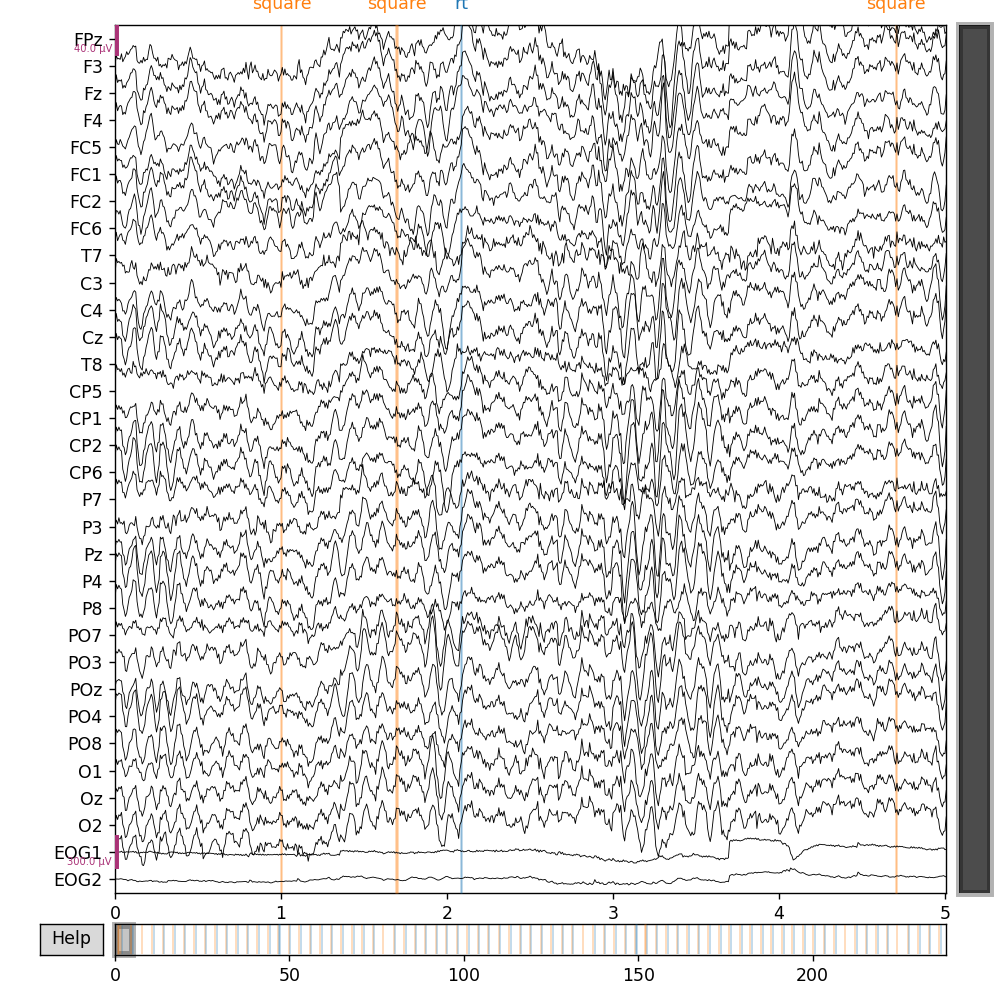 square square rt square
FPz
40.0 µV
F3
Fz
F4
FC5
FC1
FC2
FC6
T7
C3
C4
Cz
T8
CP5
CP1
CP2
CP6
P7
P3
Pz
P4
P8
PO7
PO3
POz
PO4
PO8
O1
Oz
O2
EOG1
300.0 µV
EOG2
0 1 2 3 4 5
Help
0 50 100 150 200